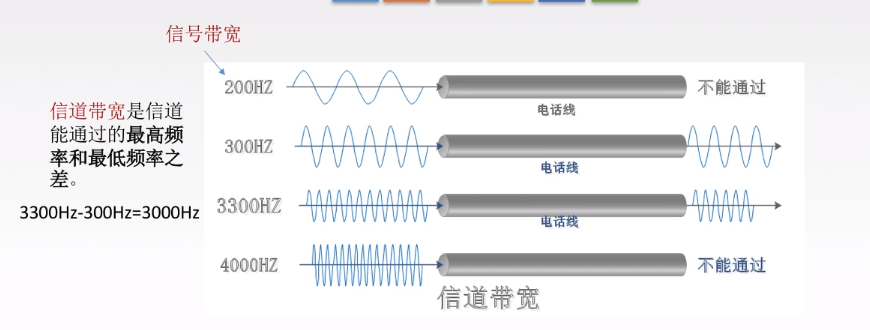 信号带宽
200HZ
电话线
不能通过
信道带宽是信道
能通过的最高频
率和最低频率之
差。
300HZ
电话线
3300Hz-300Hz=3000Hz
3300HZ
电话线
4000HZ
不能通过
信道带宽